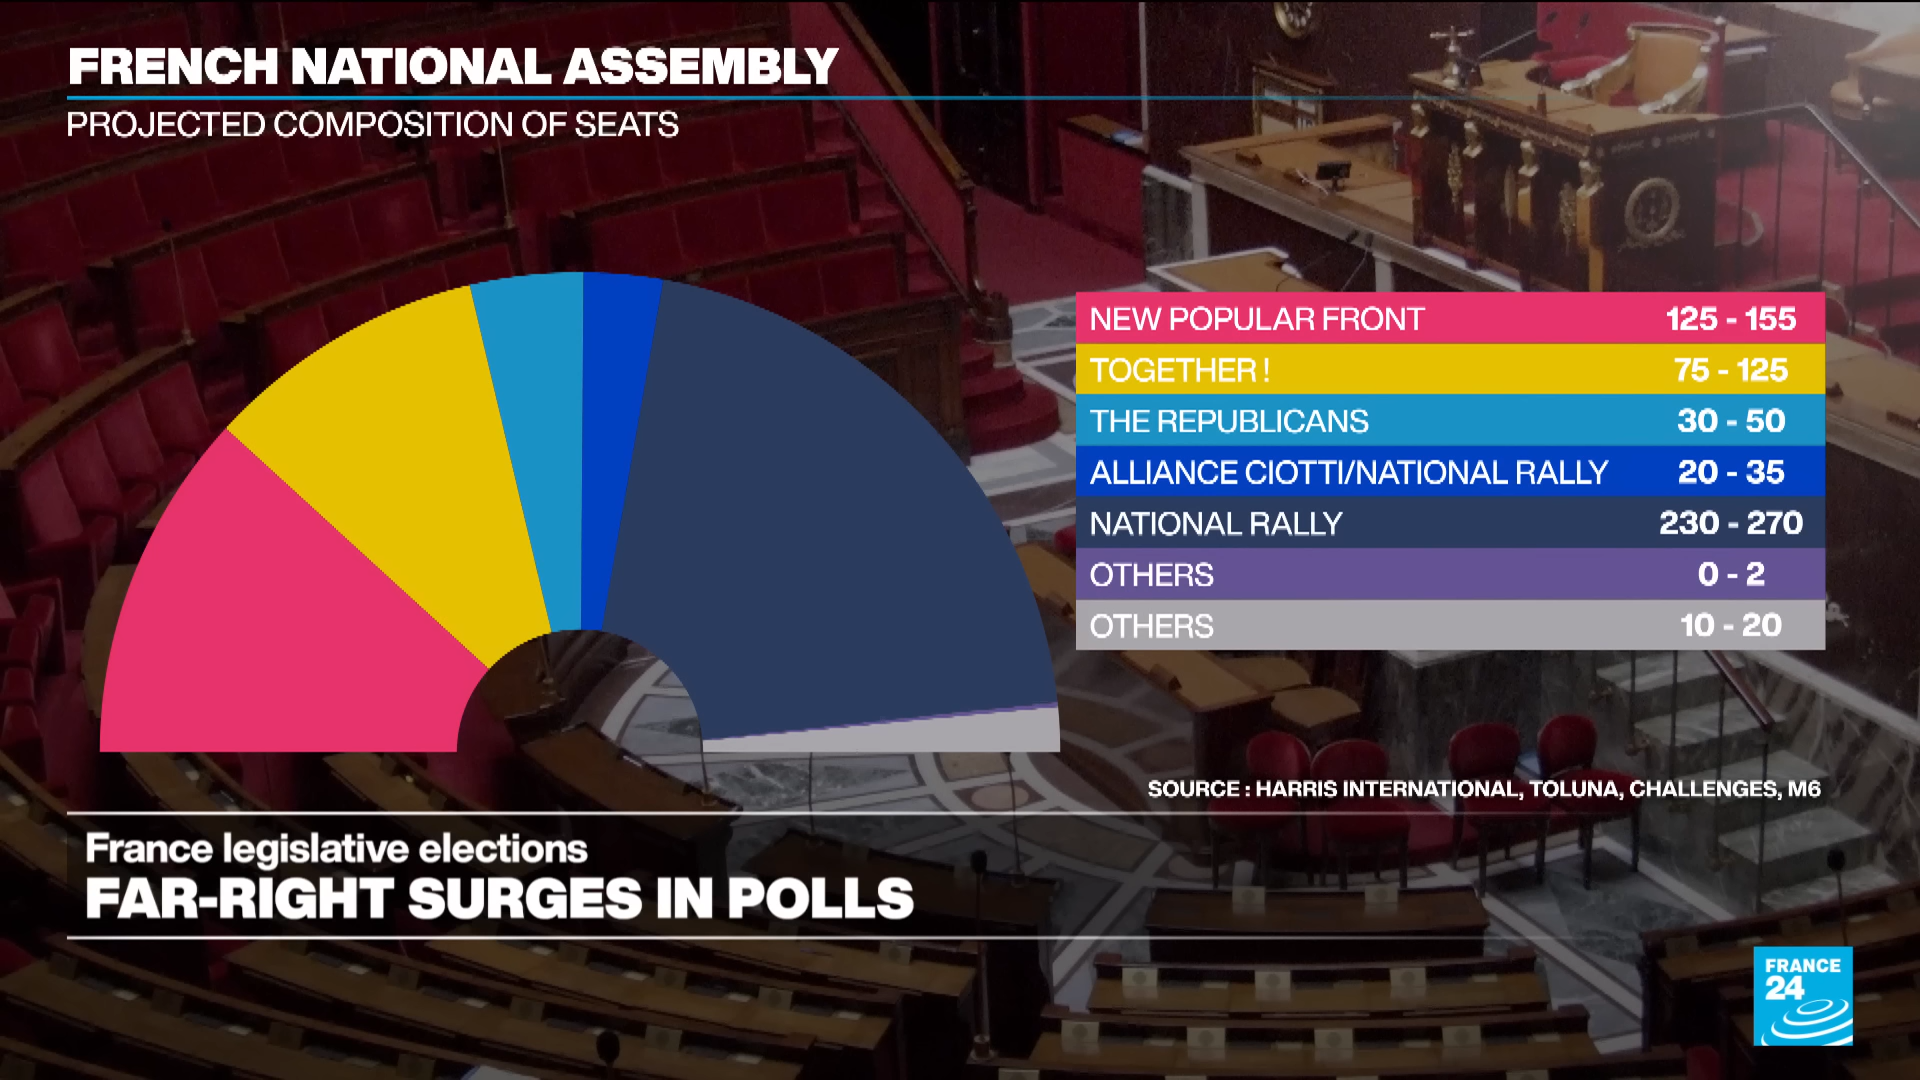 FRENCH NATIONAL ASSEMBLY
PROJECTED COMPOSITION OF SEATS
NEW POPULAR FRONT 125 - 155
TOGETHER ! 75 - 125
THE REPUBLICANS 30 - 50
ALLIANCE CIOTTI/NATIONAL RALLY 20 - 35
NATIONAL RALLY 230 - 270
OTHERS 0 - 2
OTHERS 10 - 20
SOURCE : HARRIS INTERNATIONAL, TOLUNA, CHALLENGES, M6
France legislative elections
FAR-RIGHT SURGES IN POLLS
FRANCE
24